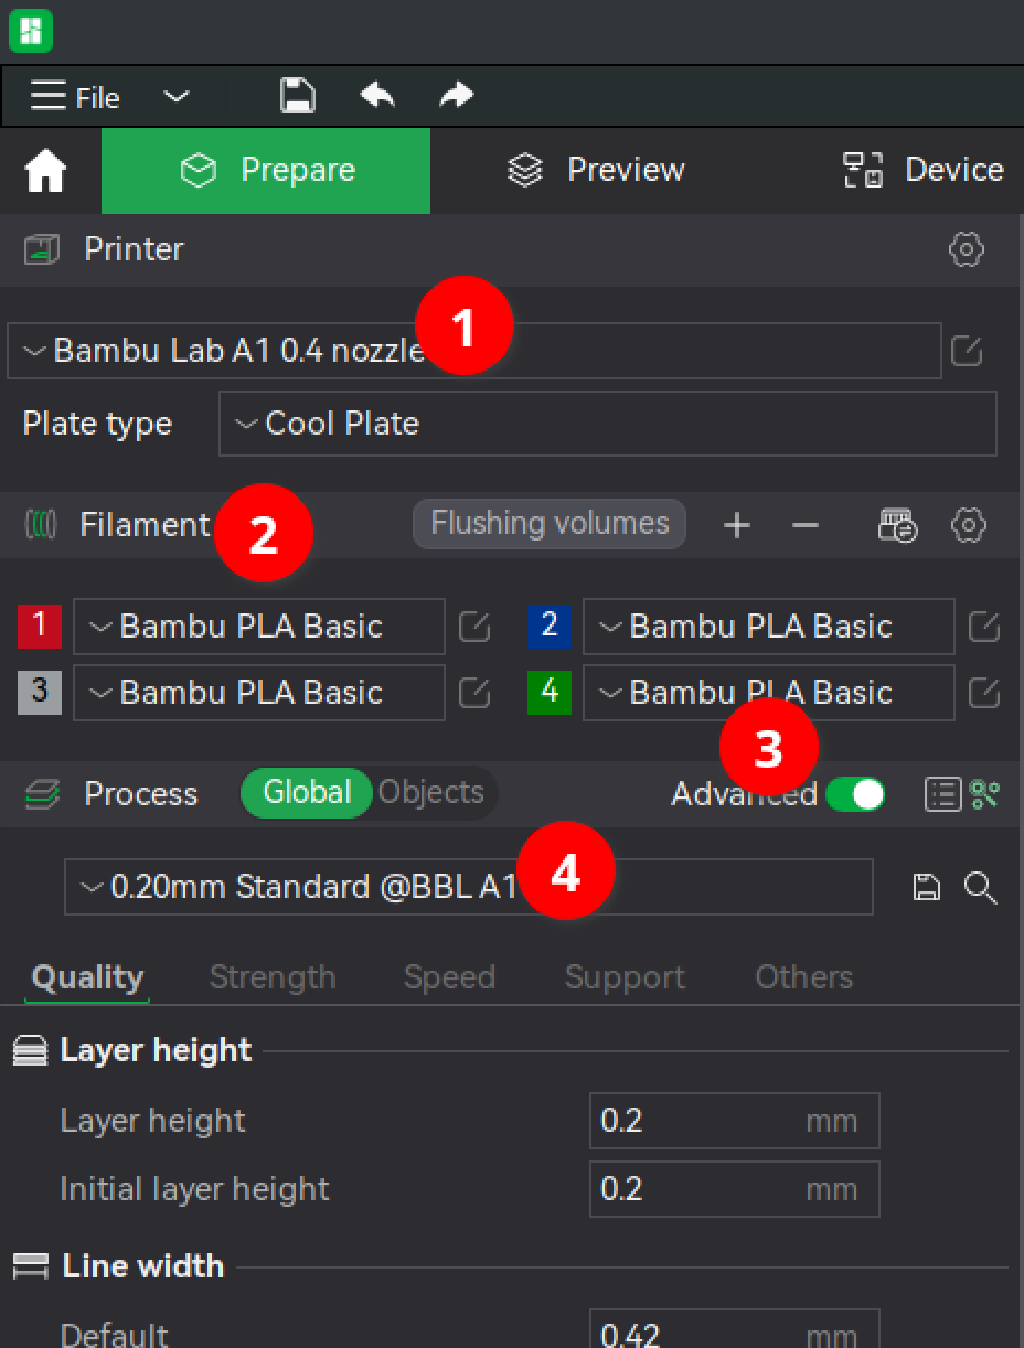 File
Prepare Preview Device
Printer
1
Bambu Lab A1 0.4 nozzle
Plate type Cool Plate
Filament 2 Flushing volumes
1 Bambu PLA Basic 2 Bambu PLA Basic
3 Bambu PLA Basic 4 Bambu PLA Basic
3
Process Global Objects Advanced
0.20mm Standard @BBL A1 4
Quality Strength Speed Support Others
Layer height
Layer height 0.2 mm
Initial layer height 0.2 mm
Line width
Default 0.42 mm